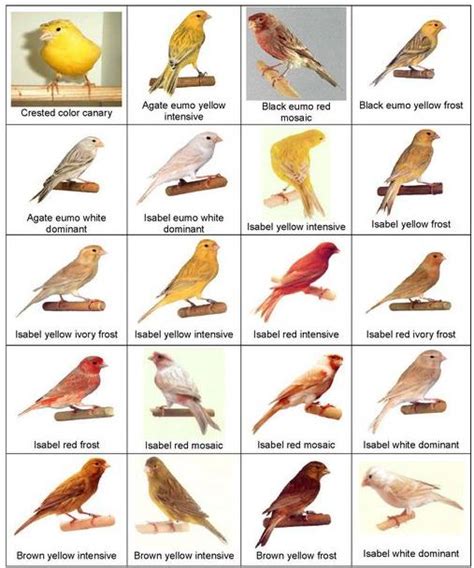 Crested color canary
Agate eumo yellow
intensive
Black eumo red
mosaic
Black eumo yellow frost
Agate eumo white
dominant
Isabel eumo white
dominant
Isabel yellow intensive
Isabel yellow frost
Isabel yellow ivory frost
Isabel yellow intensive
Isabel red intensive
Isabel red ivory frost
Isabel red frost
Isabel red mosaic
Isabel red mosaic
Isabel white dominant
Brown yellow intensive
Brown yellow intensive
Brown yellow frost
Isabel white dominant